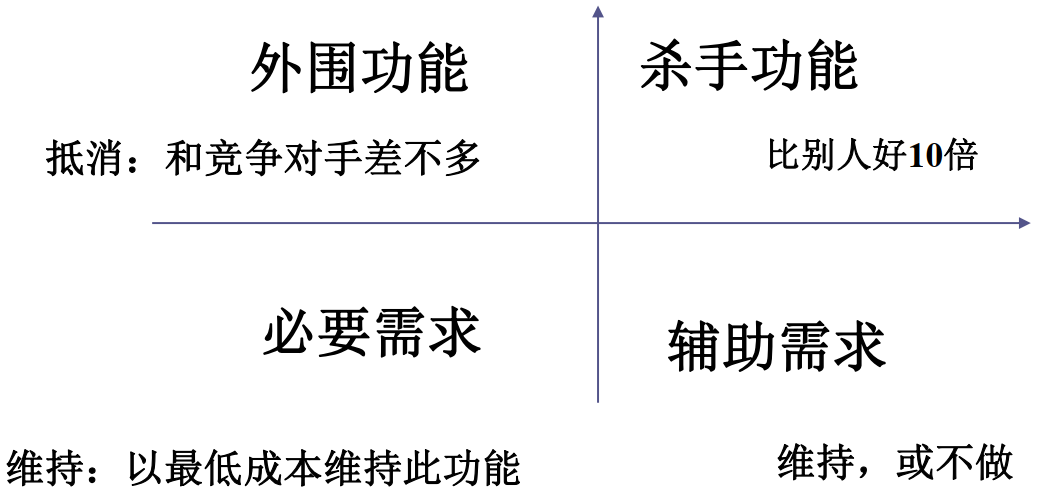 外围功能
杀手功能
抵消：和竞争对手差不多
比别人好10倍
必要需求
辅助需求
维持：以最低成本维持此功能
维持，或不做